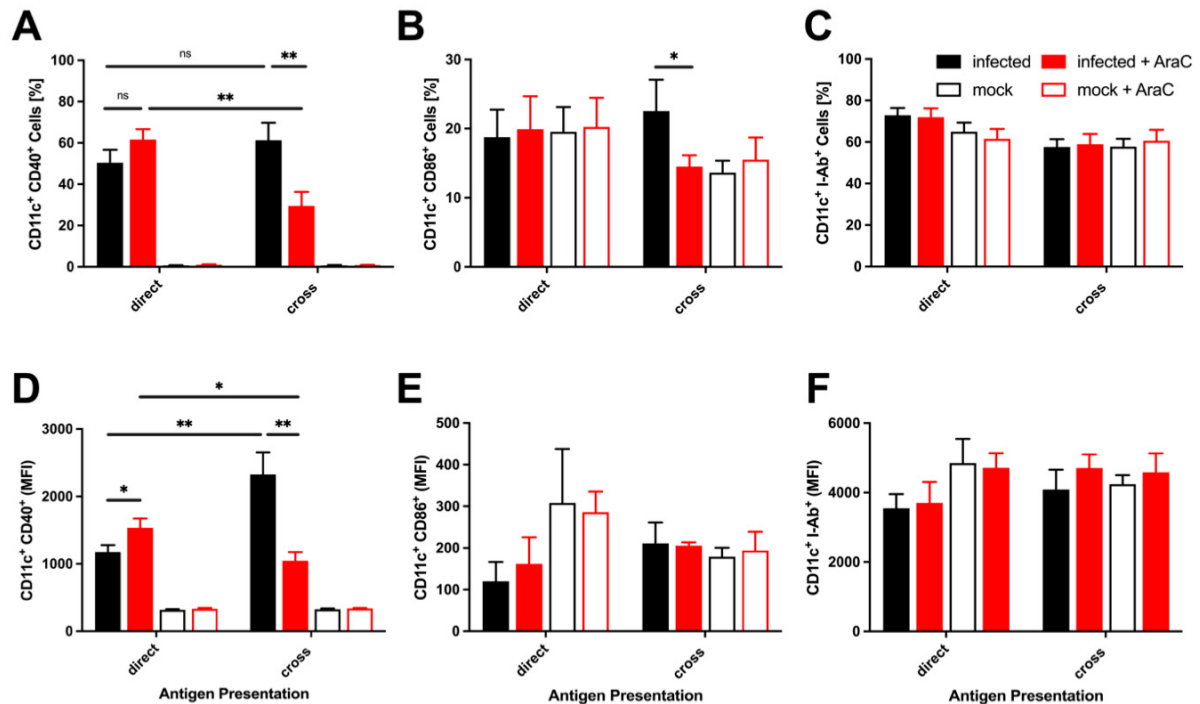 A
CD11c+ CD40+ Cells [%]
100
80
60
40
20
0
ns
**
ns
**
direct
cross
B
CD11c+ CD86+ Cells [%]
30
20
10
0
*
direct
cross
C
CD11c+ I-Ab+ Cells [%]
100
80
60
40
20
0
infected
infected + AraC
mock
mock + AraC
direct
cross
D
CD11c+ CD40+ (MFI)
3000
2000
1000
0
*
**
**
*
direct
cross
Antigen Presentation
E
CD11c+ CD86+ (MFI)
500
400
300
200
100
0
direct
cross
Antigen Presentation
F
CD11c+ I-Ab+ (MFI)
6000
4000
2000
0
direct
cross
Antigen Presentation